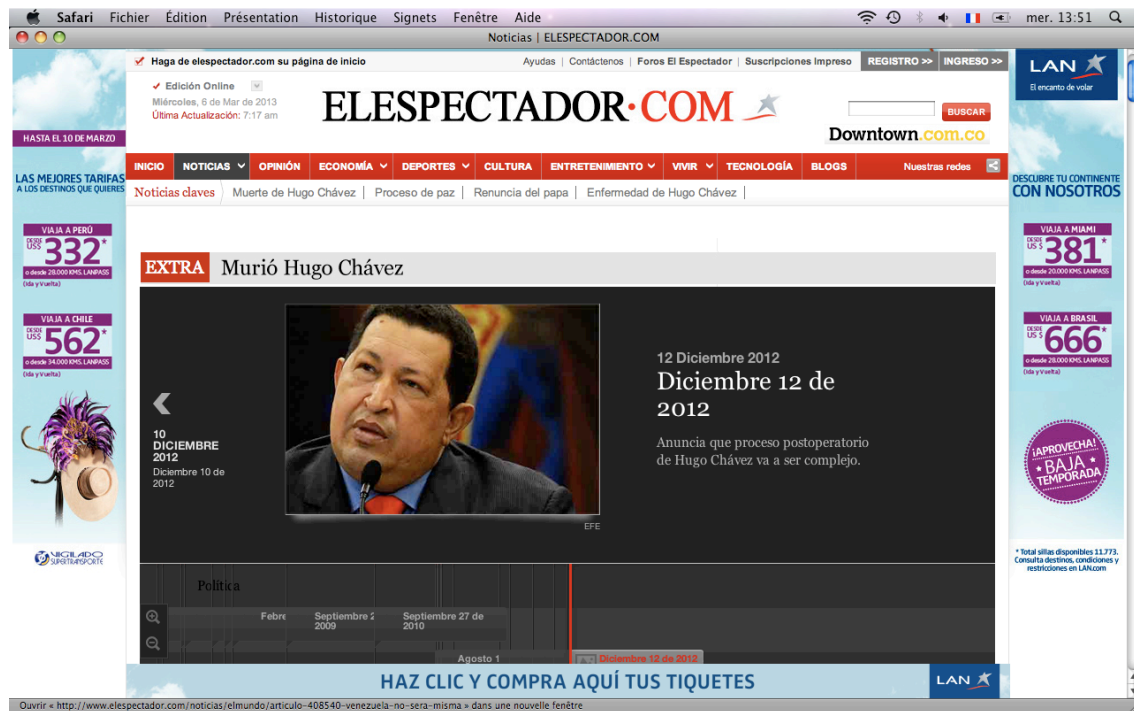 Safari Fichier Édition Présentation Historique Signets Fenêtre Aide mer. 13:51
Noticias | ELESPECTADOR.COM
Haga de elespectador.com su página de inicio
Ayudas | Contáctenos | Foros El Espectador | Suscripciones Impreso REGISTRO >> INGRESO >>
Edición Online
Miércoles, 6 de Mar de 2013
Última Actualización: 7:17 am
ELESPECTADOR·COM
BUSCAR
Downtown.com.co
INICIO NOTICIAS OPINIÓN ECONOMÍA DEPORTES CULTURA ENTRETENIMIENTO VIVIR TECNOLOGÍA BLOGS Nuestras redes
Noticias claves Muerte de Hugo Chávez | Proceso de paz | Renuncia del papa | Enfermedad de Hugo Chávez |
HASTA EL 10 DE MARZO
LAS MEJORES TARIFAS
A LOS DESTINOS QUE QUIERES
VIAJA A PERÚ
DESDE
US$ 332*
o desde 28.000 KMS. LANPASS
(ida y Vuelta)
VIAJA A CHILE
DESDE
US$ 562*
o desde 34.000 KMS. LANPASS
(ida y Vuelta)
VIGILADO
SUPERTRANSPORTE
EXTRA Murió Hugo Chávez
10
DICIEMBRE
2012
Diciembre 10 de
2012
EFE
12 Diciembre 2012
Diciembre 12 de
2012
Anuncia que proceso postoperatorio
de Hugo Chávez va a ser complejo.
Política
Febre
Septiembre 2
2009
Septiembre 27 de
2010
Agosto 1
Diciembre 12 de 2012
LAN
El encanto de volar
DESCUBRE TU CONTINENTE
CON NOSOTROS
VIAJA A MIAMI
DESDE
US$ 381*
o desde 20.000 KMS. LANPASS
(ida y Vuelta)
VIAJA A BRASIL
DESDE
US$ 666*
o desde 28.000 KMS. LANPASS
(ida y Vuelta)
¡APROVECHA!
BAJA
TEMPORADA
* Total sillas disponibles 11.773.
Consulta destinos, condiciones y
restricciones en LAN.com
HAZ CLIC Y COMPRA AQUÍ TUS TIQUETES
LAN
Ouvrir « http://www.elespectador.com/noticias/elmundo/articulo-408540-venezuela-no-sera-misma » dans une nouvelle fenêtre